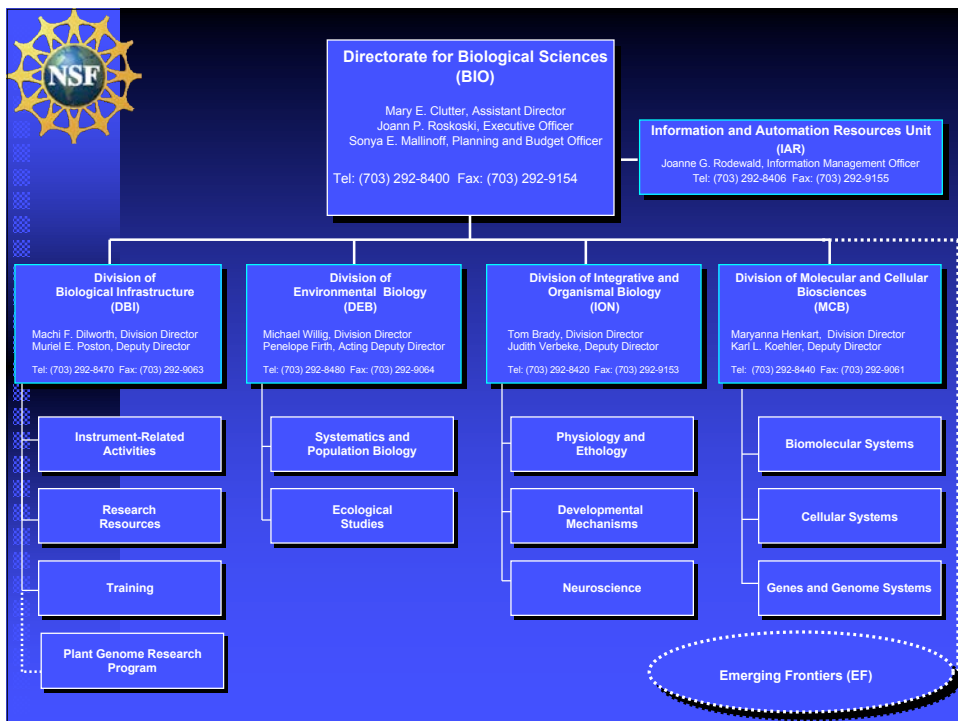 NSF
Directorate for Biological Sciences
(BIO)
Mary E. Clutter, Assistant Director
Joann P. Roskoski, Executive Officer
Sonya E. Mallinoff, Planning and Budget Officer
Tel: (703) 292-8400 Fax: (703) 292-9154
Information and Automation Resources Unit
(IAR)
Joanne G. Rodewald, Information Management Officer
Tel: (703) 292-8406 Fax: (703) 292-9155
Division of
Biological Infrastructure
(DBI)
Machi F. Dilworth, Division Director
Muriel E. Poston, Deputy Director
Tel: (703) 292-8470 Fax: (703) 292-9063
Division of
Environmental Biology
(DEB)
Michael Willig, Division Director
Penelope Firth, Acting Deputy Director
Tel: (703) 292-8480 Fax: (703) 292-9064
Division of Integrative and
Organismal Biology
(ION)
Tom Brady, Division Director
Judith Verbeke, Deputy Director
Tel: (703) 292-8420 Fax: (703) 292-9153
Division of Molecular and Cellular
Biosciences
(MCB)
Maryanna Henkart, Division Director
Karl L. Koehler, Deputy Director
Tel: (703) 292-8440 Fax: (703) 292-9061
Instrument-Related
Activities
Research
Resources
Training
Plant Genome Research
Program
Systematics and
Population Biology
Ecological
Studies
Physiology and
Ethology
Developmental
Mechanisms
Neuroscience
Biomolecular Systems
Cellular Systems
Genes and Genome Systems
Emerging Frontiers (EF)